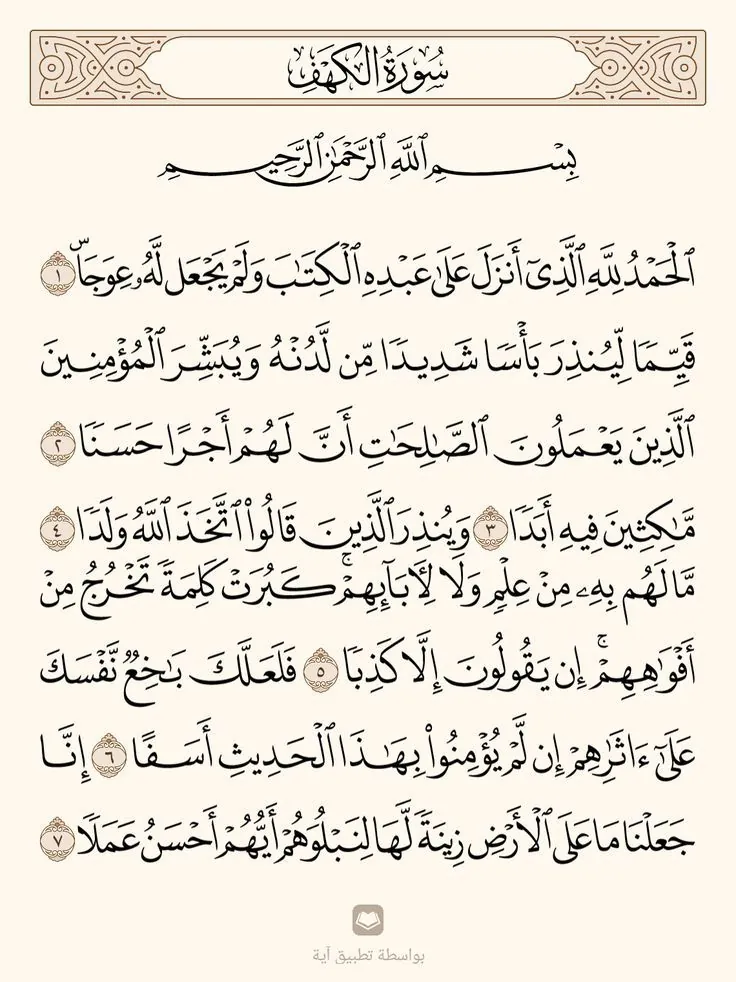 سُورَةُ الكَهْفِ
بِسْمِ ٱللَّهِ ٱلرَّحْمَٰنِ ٱلرَّحِيمِ
ٱلْحَمْدُ لِلَّهِ ٱلَّذِىٓ أَنزَلَ عَلَىٰ عَبْدِهِ ٱلْكِتَٰبَ وَلَمْ يَجْعَل لَّهُۥ عِوَجَاۜ ١
قَيِّمًا لِّيُنذِرَ بَأْسًا شَدِيدًا مِّن لَّدُنْهُ وَيُبَشِّرَ ٱلْمُؤْمِنِينَ
ٱلَّذِينَ يَعْمَلُونَ ٱلصَّٰلِحَٰتِ أَنَّ لَهُمْ أَجْرًا حَسَنًا ٢
مَّٰكِثِينَ فِيهِ أَبَدًا ٣ وَيُنذِرَ ٱلَّذِينَ قَالُوا۟ ٱتَّخَذَ ٱللَّهُ وَلَدًا ٤
مَّا لَهُم بِهِۦ مِنْ عِلْمٍ وَلَا لِءَابَآئِهِمْۚ كَبُرَتْ كَلِمَةً تَخْرُجُ مِنْ
أَفْوَٰهِهِمْۚ إِن يَقُولُونَ إِلَّا كَذِبًا ٥ فَلَعَلَّكَ بَٰخِعٌ نَّفْسَكَ
عَلَىٰٓ ءَاثَٰرِهِمْ إِن لَّمْ يُؤْمِنُوا۟ بِهَٰذَا ٱلْحَدِيثِ أَسَفًا ٦ إِنَّا
جَعَلْنَا مَا عَلَى ٱلْأَرْضِ زِينَةً لَّهَا لِنَبْلُوَهُمْ أَيُّهُمْ أَحْسَنُ عَمَلًا ٧
بواسطة تطبيق آية